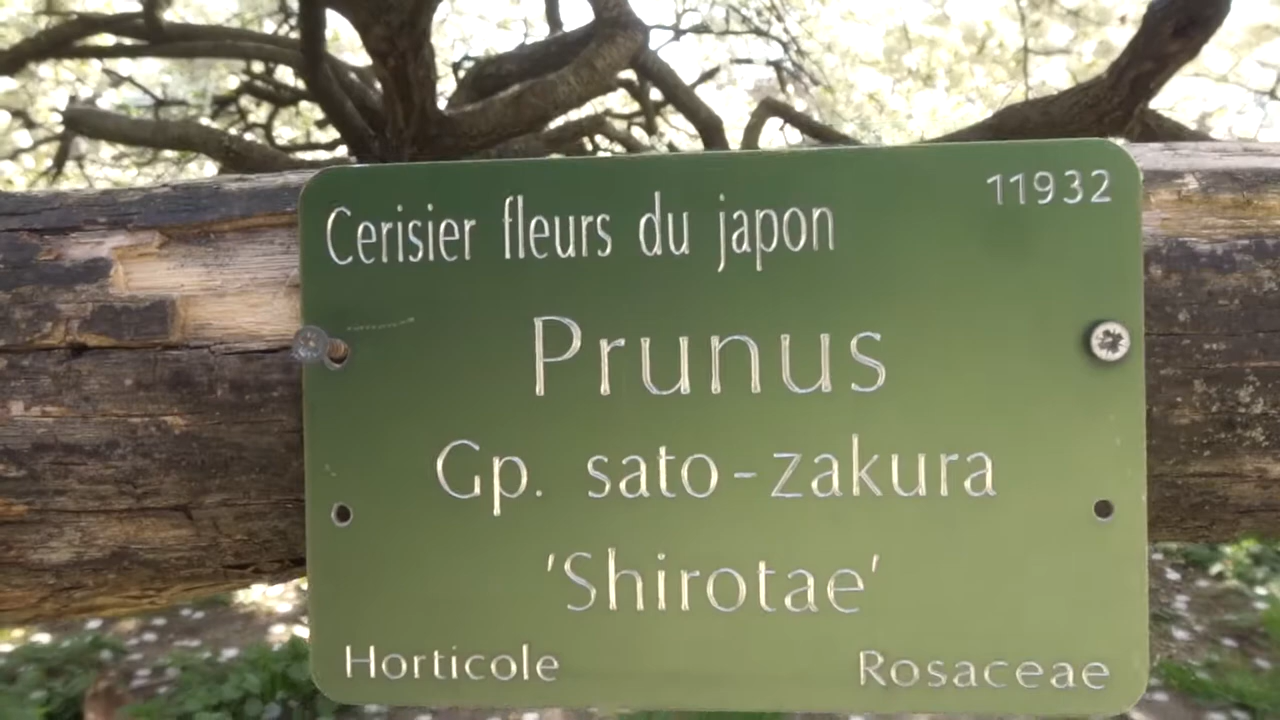 11932
Cerisier fleurs du japon
Prunus
Gp. sato-zakura
'Shirotae'
Horticole
Rosaceae